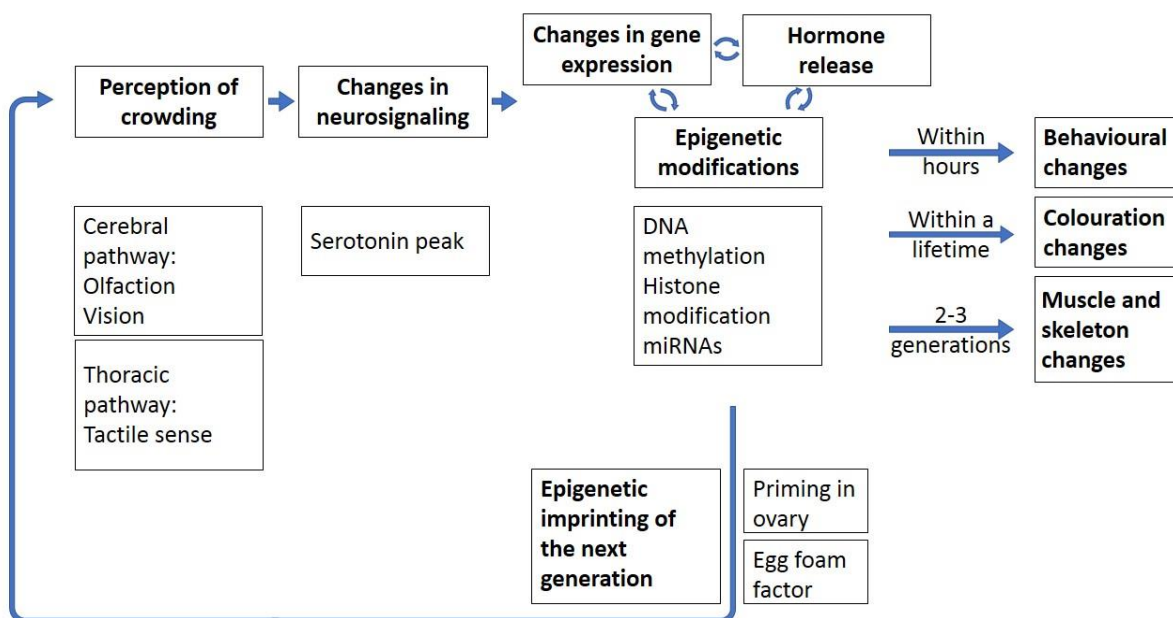 Perception of
crowding
Cerebral
pathway:
Olfaction
Vision
Thoracic
pathway:
Tactile sense
Changes in
neurosignaling
Serotonin peak
Changes in gene
expression
Hormone
release
Epigenetic
modifications
DNA
methylation
Histone
modification
miRNAs
Within
hours
Behavioural
changes
Within a
lifetime
Colouration
changes
2-3
generations
Muscle and
skeleton
changes
Epigenetic
imprinting of
the next
generation
Priming in
ovary
Egg foam
factor